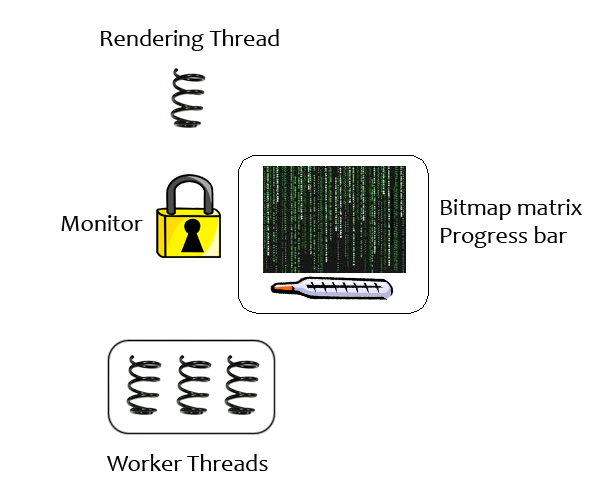 Rendering Thread
Monitor
Bitmap matrix
Progress bar
Worker Threads